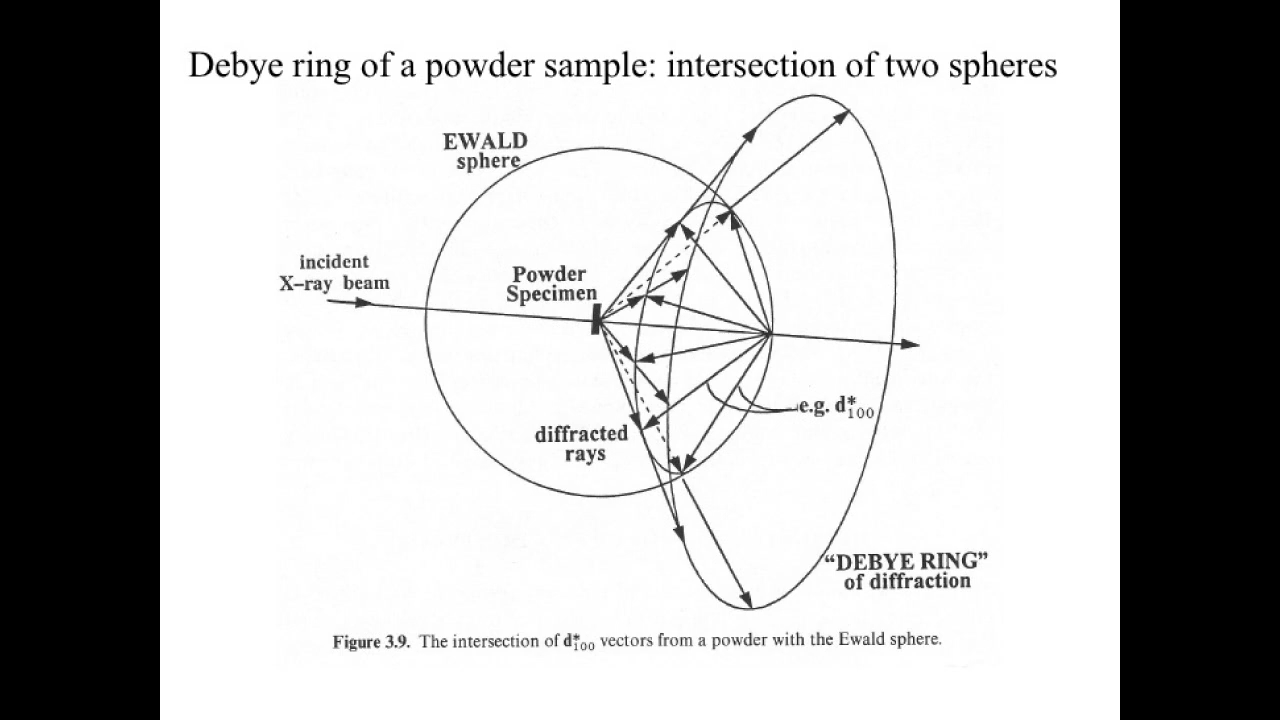 Debye ring of a powder sample: intersection of two spheres
EWALD
sphere
incident
X-ray beam
Powder
Specimen
e.g. d*100
diffracted
rays
“DEBYE RING”
of diffraction
Figure 3.9. The intersection of d*100 vectors from a powder with the Ewald sphere.